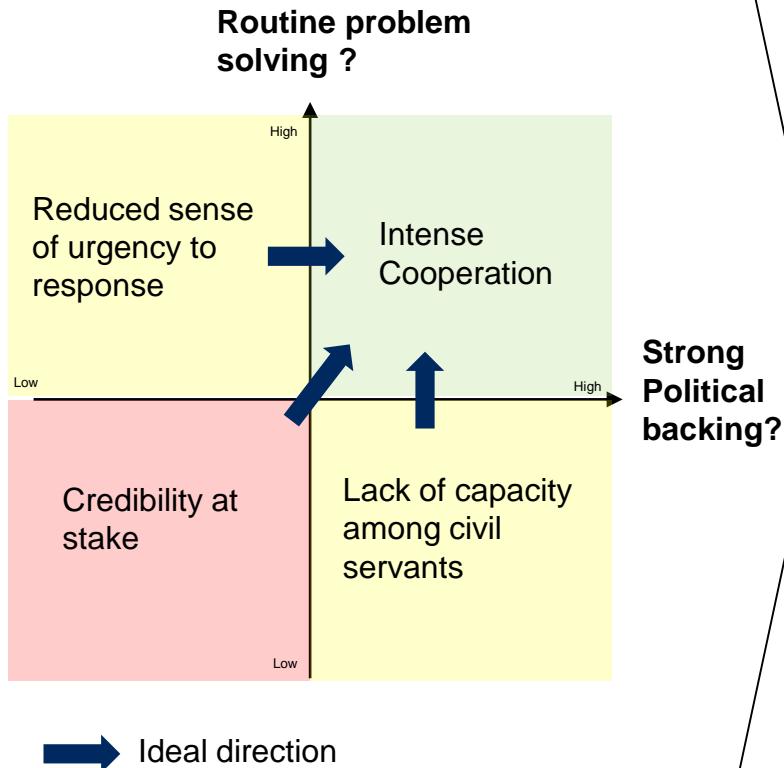 Routine problem
solving ?
High
Reduced sense
of urgency to
response
Intense
Cooperation
Low
High
Strong
Political
backing?
Credibility at
stake
Lack of capacity
among civil
servants
Low
Ideal direction